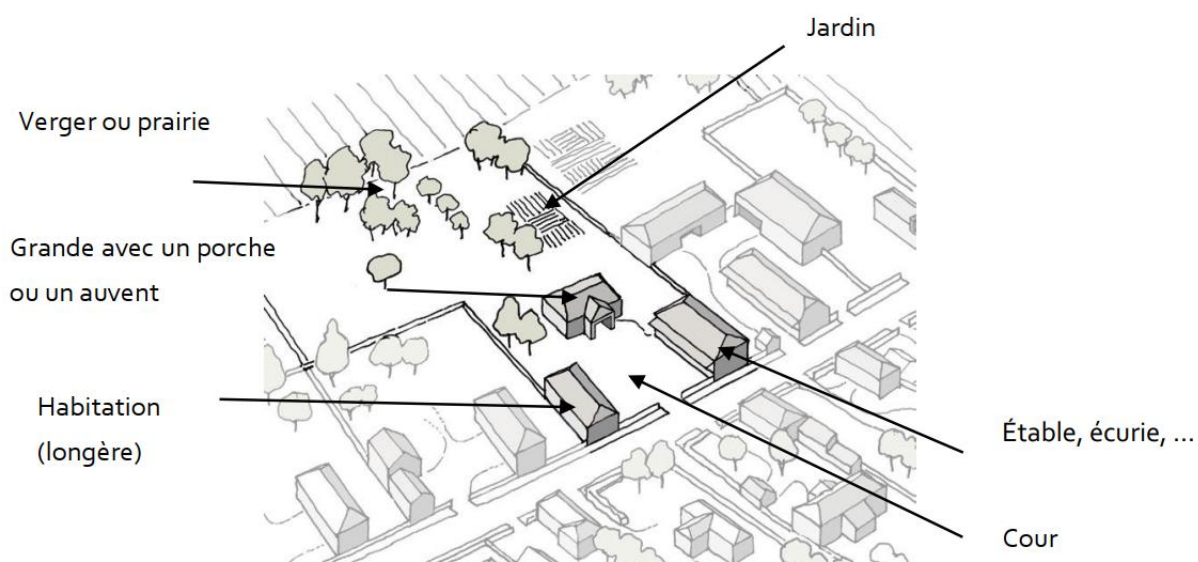 Jardin
Verger ou prairie
Grande avec un porche
ou un auvent
Habitation
(longère)
Étable, écurie, ...
Cour